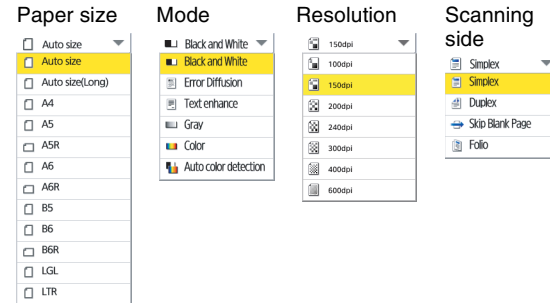 Paper size
Auto size
Auto size
Auto size(Long)
A4
A5
A5R
A6
A6R
B5
B6
B6R
LGL
LTR
Mode
Black and White
Black and White
Error Diffusion
Text enhance
Gray
Color
Auto color detection
Resolution
150dpi
100dpi
150dpi
200dpi
240dpi
300dpi
400dpi
600dpi
Scanning
side
Simplex
Simplex
Duplex
Skip Blank Page
Folio